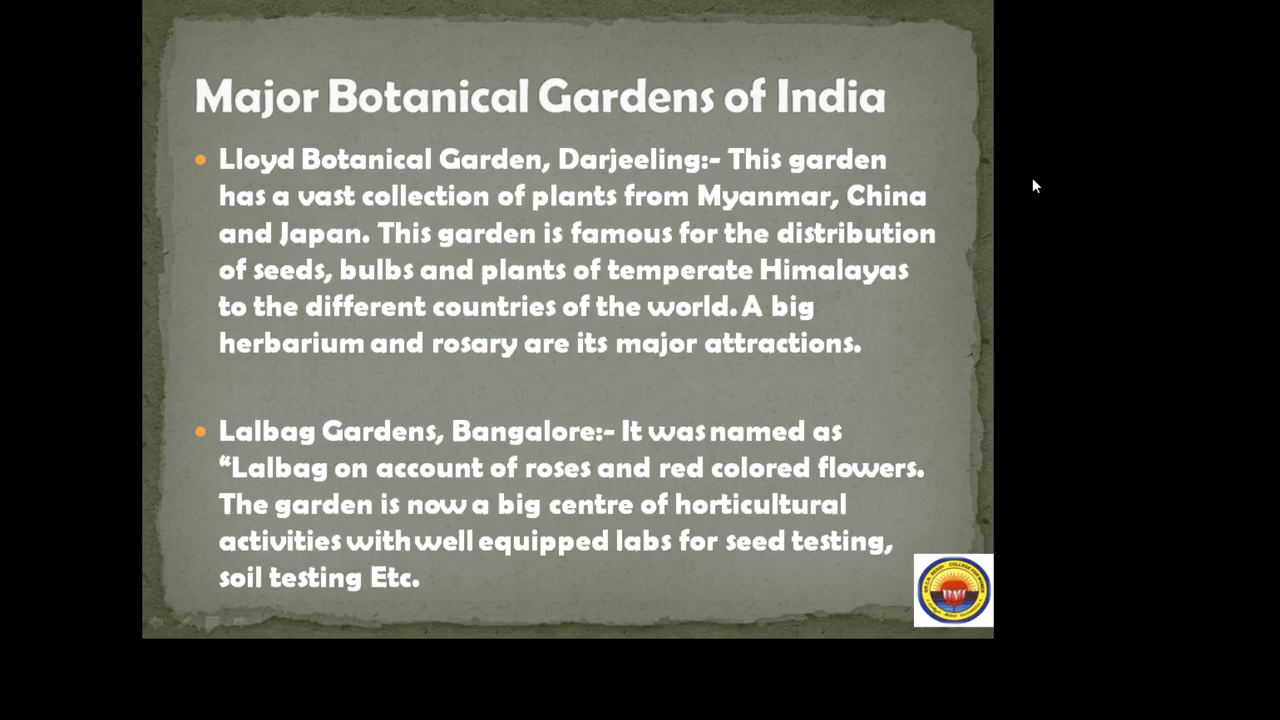 Major Botanical Gardens of India
Lloyd Botanical Garden, Darjeeling:- This garden
has a vast collection of plants from Myanmar, China
and Japan. This garden is famous for the distribution
of seeds, bulbs and plants of temperate Himalayas
to the different countries of the world. A big
herbarium and rosary are its major attractions.
Lalbag Gardens, Bangalore:- It was named as
“Lalbag on account of roses and red colored flowers.
The garden is now a big centre of horticultural
activities with well equipped labs for seed testing,
soil testing Etc.
COLLEGE FOR WOMEN